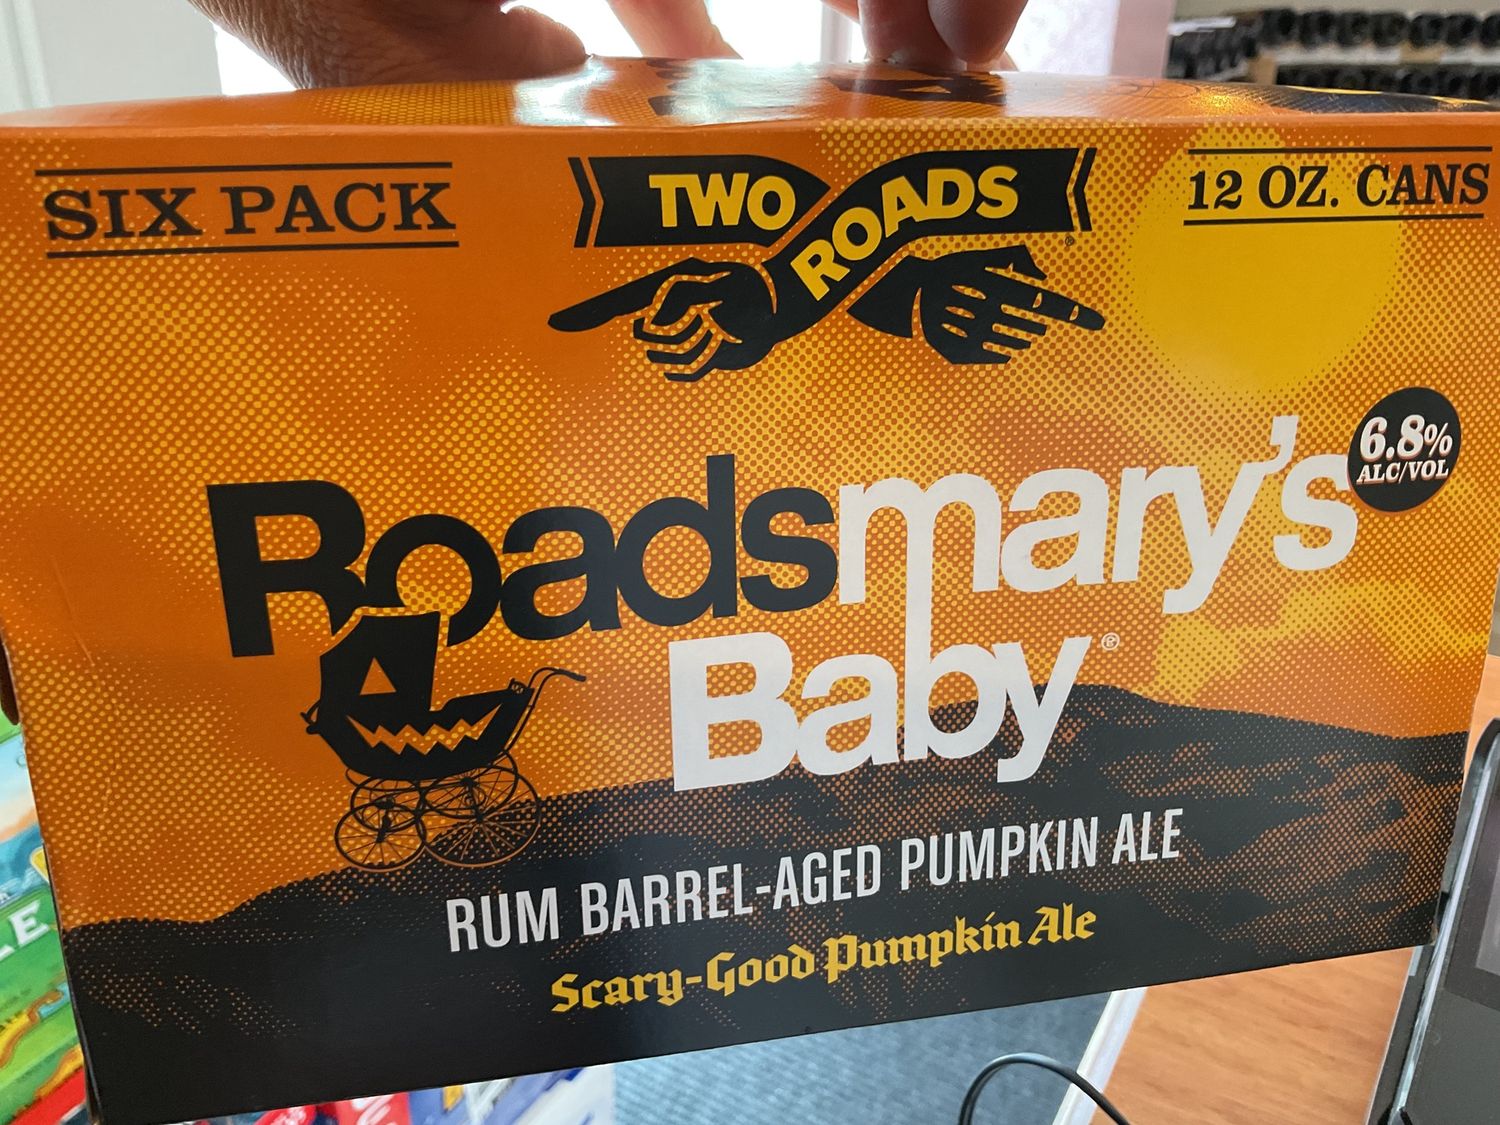 SIX PACK
TWO ROADS
®
12 OZ. CANS
6.8%
ALC/VOL
Roadsmary's
Baby®
RUM BARREL-AGED PUMPKIN ALE
Scary-Good Pumpkin Ale
LE